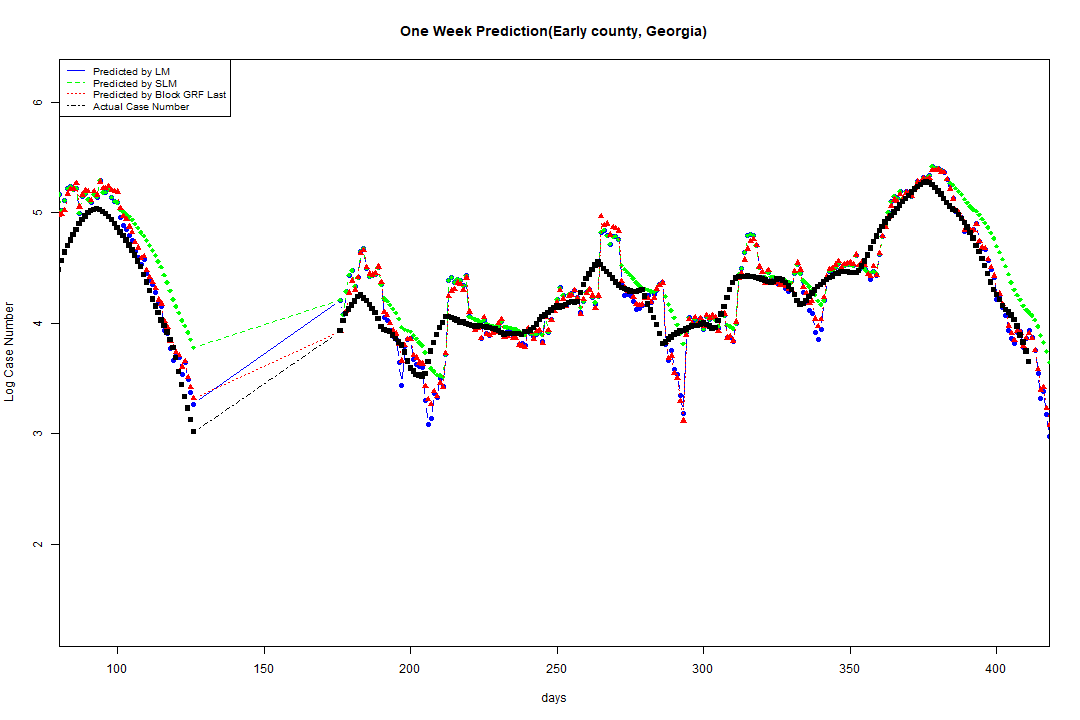 One Week Prediction(Early county, Georgia)
Predicted by LM
Predicted by SLM
Predicted by Block GRF Last
Actual Case Number
6
5
4
3
2
Log Case Number
100 150 200 250 300 350 400
days